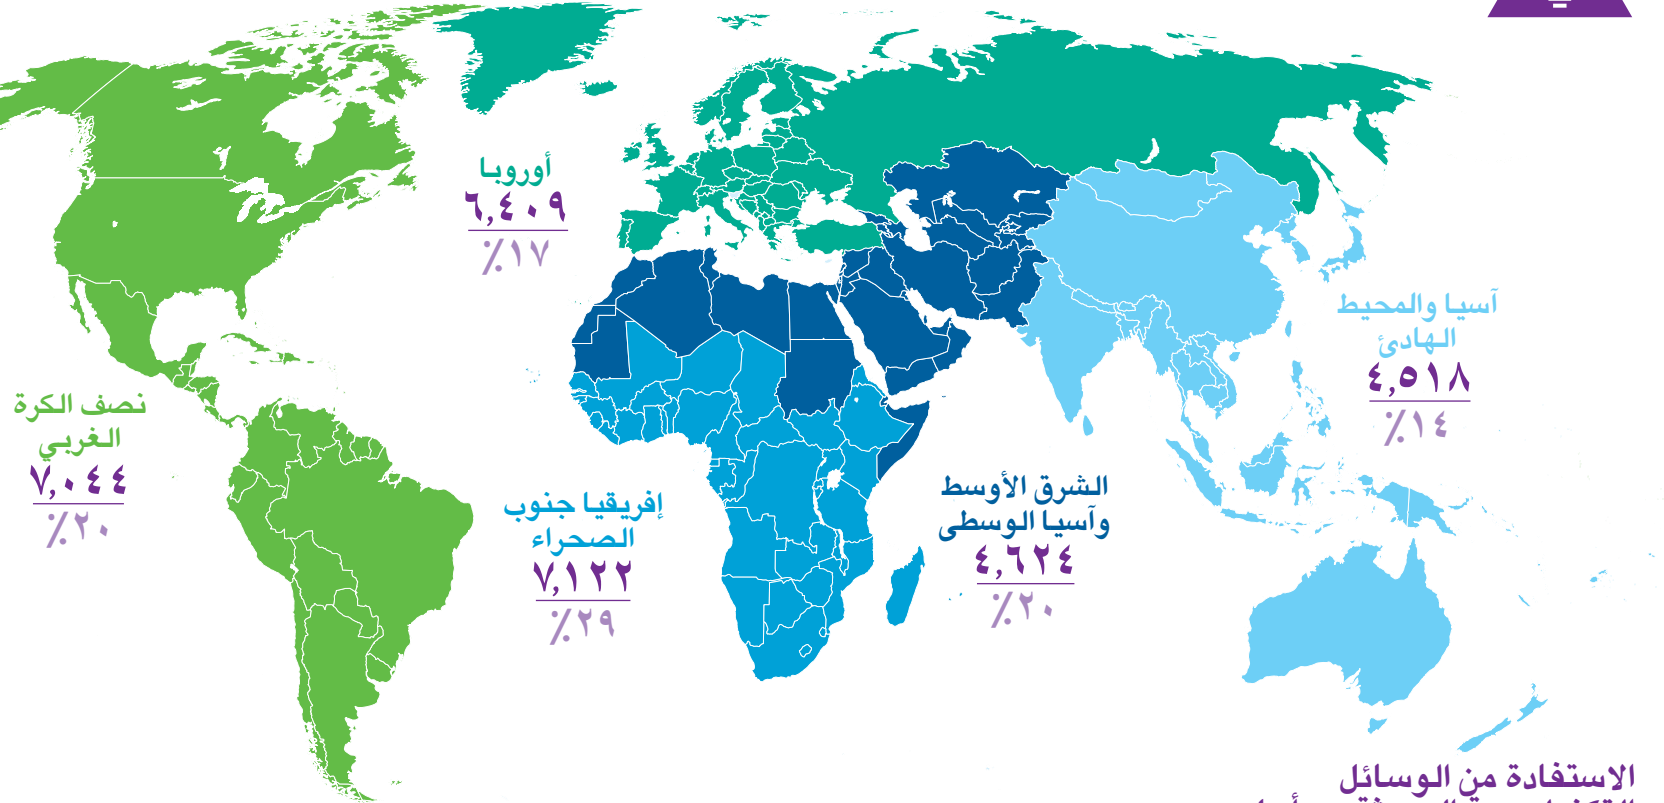 أوروبا
٦,٤٠٩
٪١٧
آسيا والمحيط
الهادئ
٤,٥١٨
٪١٤
نصف الكرة
الغربي
٧,٠٤٤
٪٢٠
إفريقيا جنوب
الصحراء
٧,١٢٢
٪٢٩
الشرق الأوسط
وآسيا الوسطى
٤,٦٢٤
٪٢٠
الاستفادة من الوسائل